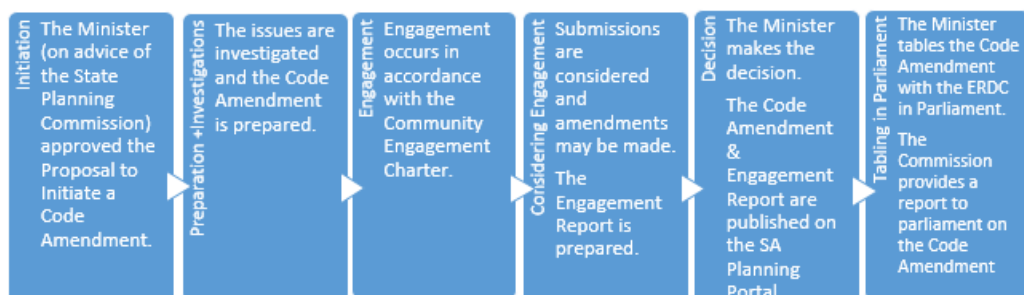 Initiation
The Minister
(on advice of
the State
Planning
Commission)
approved the
Proposal to
Initiate a
Code
Amendment.
Preparation +Investigations
The issues are
investigated
and the Code
Amendment
is prepared.
Engagement
Engagement
occurs in
accordance
with the
Community
Engagement
Charter.
Considering Engagement
Submissions
are
considered
and
amendments
may be made.
The
Engagement
Report is
prepared.
Decision
The Minister
makes the
decision.
The Code
Amendment
&
Engagement
Report are
published on
the SA
Planning
Portal
Tabling in Parliament
The Minister
tables the Code
Amendment
with the ERDC
in Parliament.
The
Commission
provides a
report to
parliament on
the Code
Amendment